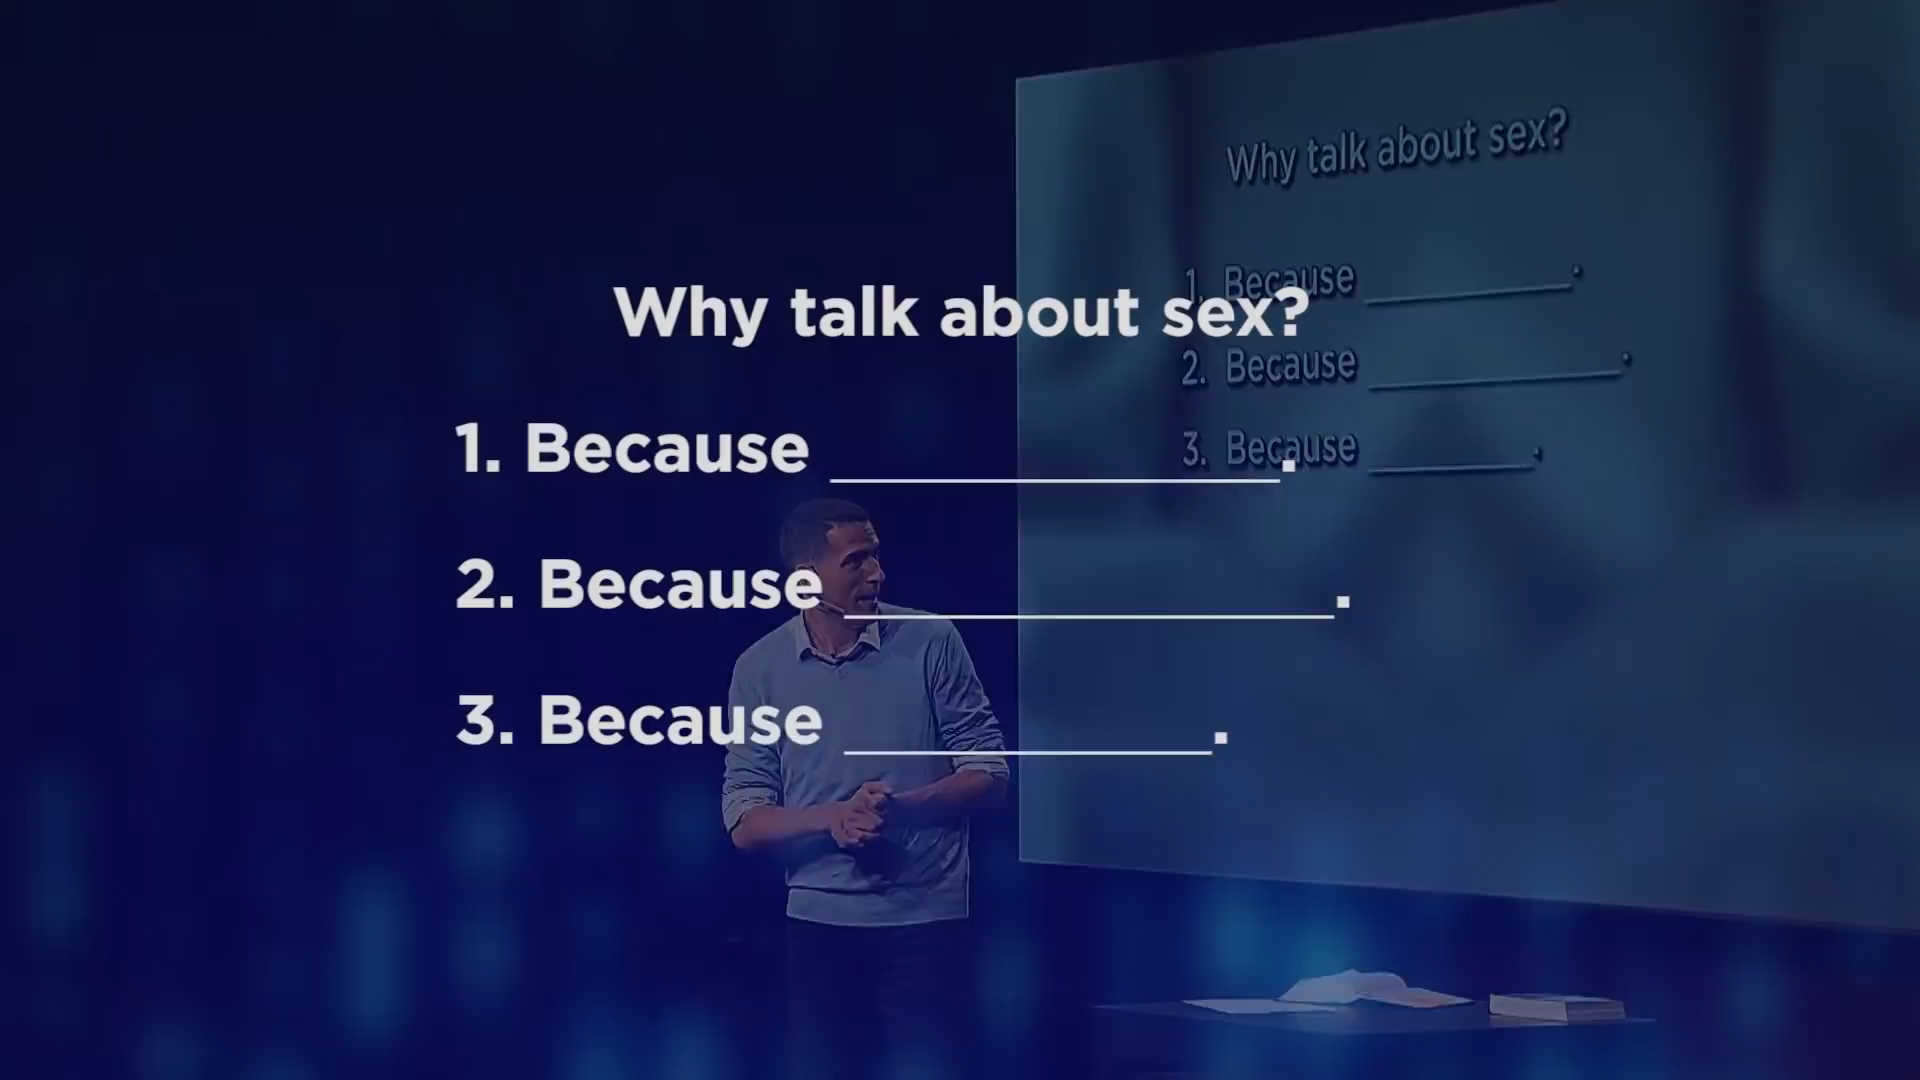 Why talk about sex?
1. Because ____________.
2. Because _____________.
3. Because __________.
Why talk about sex?
1. Because __________.
2. Because ____________.
3. Because ________.